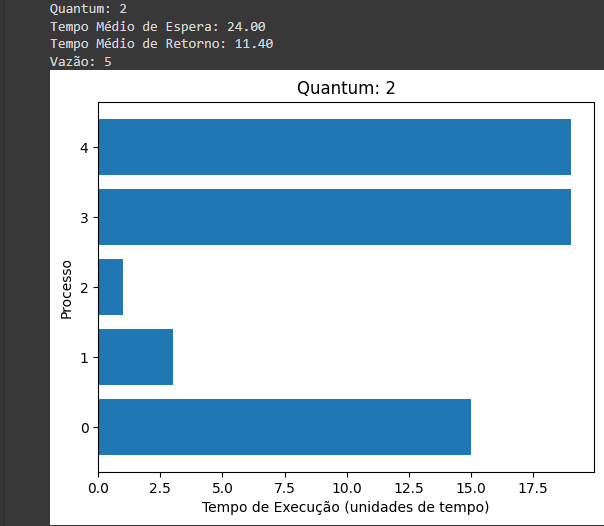 Quantum: 2
Tempo Médio de Espera: 24.00
Tempo Médio de Retorno: 11.40
Vazão: 5
Quantum: 2
Processo
4
3
2
1
0
0.0 2.5 5.0 7.5 10.0 12.5 15.0 17.5
Tempo de Execução (unidades de tempo)